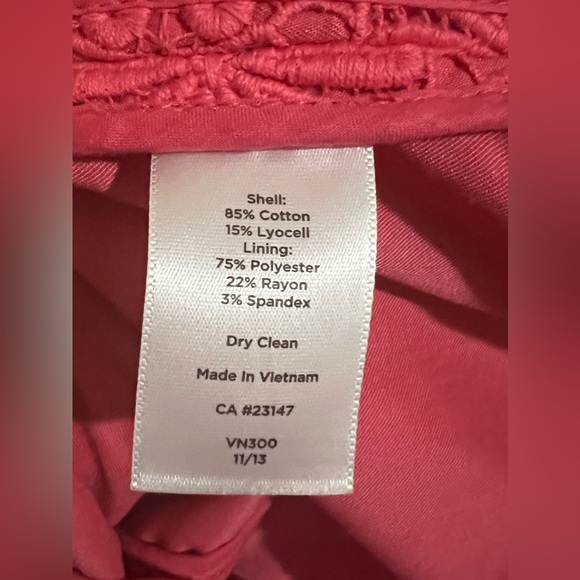 Shell:
85% Cotton
15% Lyocell
Lining:
75% Polyester
22% Rayon
3% Spandex
Dry Clean
Made In Vietnam
CA #23147
VN300
11/13